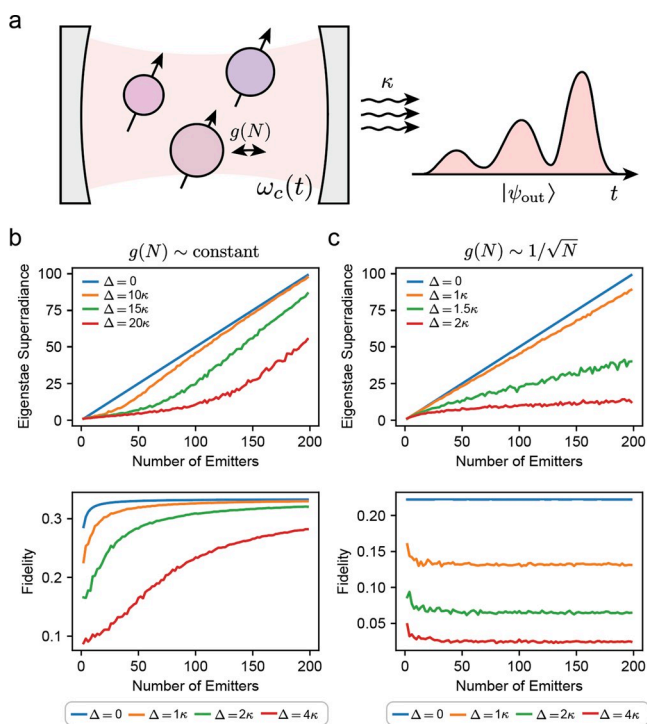 a
g(N)
ω_c(t)
κ
|ψ_out⟩
t
b
g(N) ~ constant
100
75
50
25
0
Eigenstae Superradiance
Δ = 0
Δ = 10κ
Δ = 15κ
Δ = 20κ
0 50 100 150 200
Number of Emitters
0.3
0.2
0.1
Fidelity
0 50 100 150 200
Number of Emitters
Δ = 0 Δ = 1κ Δ = 2κ Δ = 4κ
c
g(N) ~ 1/√N
100
75
50
25
0
Eigenstae Superradiance
Δ = 0
Δ = 1κ
Δ = 1.5κ
Δ = 2κ
0 50 100 150 200
Number of Emitters
0.20
0.15
0.10
0.05
Fidelity
0 50 100 150 200
Number of Emitters
Δ = 0 Δ = 1κ Δ = 2κ Δ = 4κ